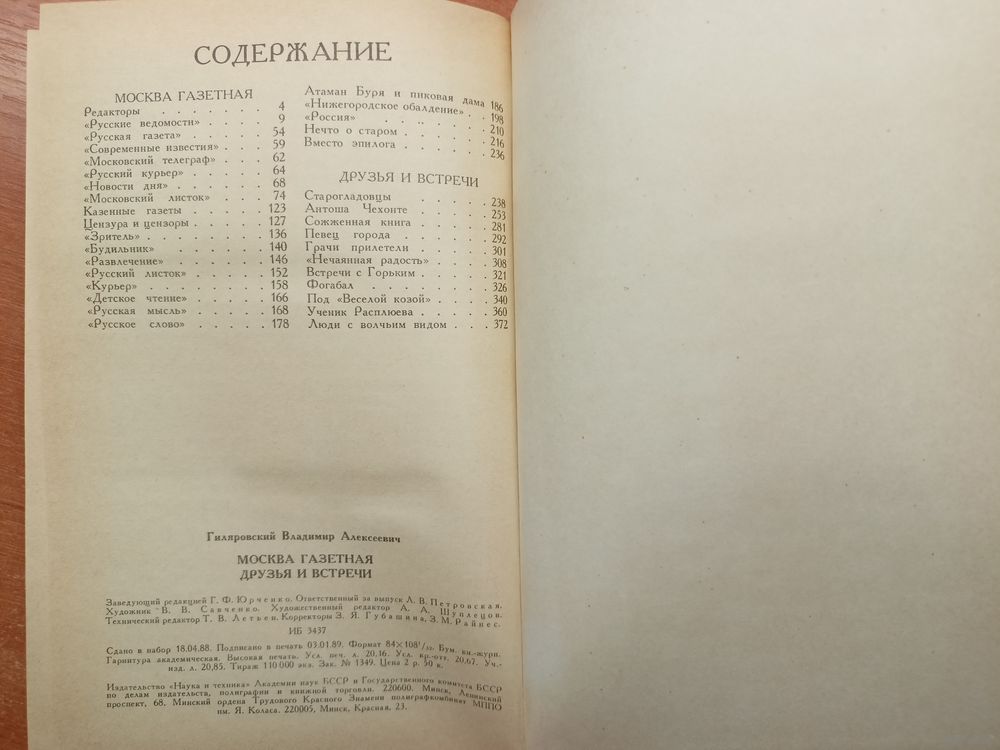 СОДЕРЖАНИЕ
МОСКВА ГАЗЕТНАЯ
Редакторы . . . . . . . 4
«Русские ведомости» . . . . 9
«Русская газета» . . . . . 54
«Современные известия» . . . 59
«Московский телеграф» . . . 62
«Русский курьер» . . . . . 64
«Новости дня» . . . . . . 68
«Московский листок» . . . . 74
Казенные газеты . . . . . 123
Цензура и цензоры . . . . . 127
«Зритель» . . . . . . . . 136
«Будильник» . . . . . . 140
«Развлечение» . . . . . . 146
«Русский листок» . . . . . 152
«Курьер» . . . . . . . . 158
«Детское чтение» . . . . . 166
«Русская мысль» . . . . . 168
«Русское слово» . . . . . 178
Атаман Буря и пиковая дама 186
«Нижегородское обалдение» . . 198
«Россия» . . . . . . . 210
Нечто о старом . . . . . . 216
Вместо эпилога . . . . . . 236
ДРУЗЬЯ И ВСТРЕЧИ
Старогладовцы . . . . . 238
Антоша Чехонте . . . . . 253
Сожженная книга . . . . . 281
Певец города . . . . . . 292
Грачи прилетели . . . . . 301
«Нечаянная радость» . . . . 308
Встречи с Горьким . . . . . 321
Фогабал . . . . . . . 326
Под «Веселой козой» . . . . 340
Ученик Расплюева . . . . . 360
Люди с волчьим видом . . . 372
Гиляровский Владимир Алексеевич
МОСКВА ГАЗЕТНАЯ
ДРУЗЬЯ И ВСТРЕЧИ
Заведующий редакцией Г. Ф. Юрченко. Ответственный за выпуск Л. В. Петровская.
Художник В. В. Савченко. Художественный редактор А. А. Шуплецов.
Технический редактор Т. В. Летьен. Корректоры З. Я. Губашина, З. М. Райнес.
ИБ 3437
Сдано в набор 18.04.88. Подписано в печать 03.01.89. Формат 84×108¹/₃₂. Бум. кн.-журн.
Гарнитура академическая. Высокая печать. Усл. печ. л. 20,16. Усл. кр.-отт. 20,67. Уч.-
изд. л. 20,85. Тираж 110 000 экз. Зак. № 1349. Цена 2 р. 50 к.
Издательство «Наука и техника» Академии наук БССР и Государственного комитета БССР
по делам издательств, полиграфии и книжной торговли. 220600. Минск, Ленинский
проспект, 68. Минский ордена Трудового Красного Знамени полиграфкомбинат МППО
им. Я. Коласа. 220005, Минск, Красная, 23.